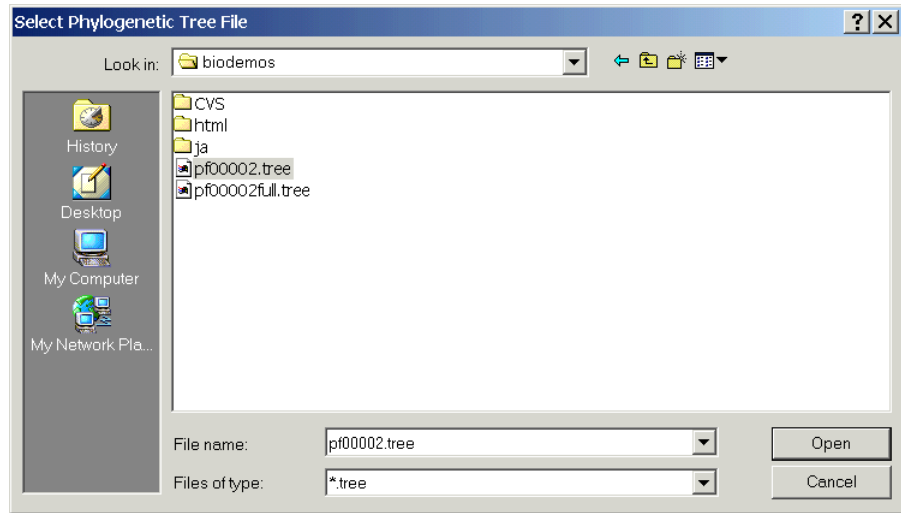 Select Phylogenetic Tree File
Look in: biodemos
History
Desktop
My Computer
My Network Pla...
CVS
html
ja
pf00002.tree
pf00002full.tree
File name: pf00002.tree Open
Files of type: *.tree Cancel